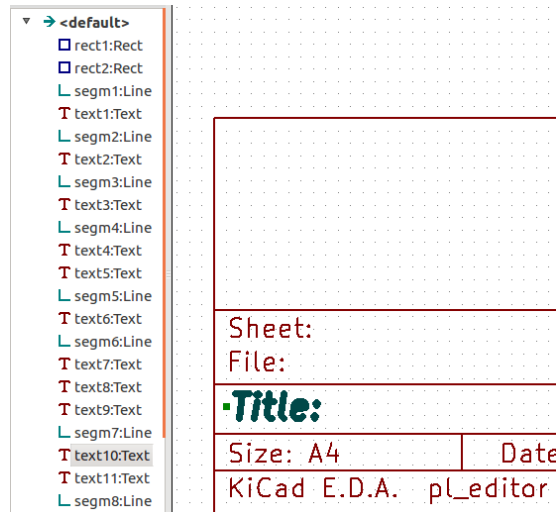 <default>
rect1:Rect
rect2:Rect
segm1:Line
text1:Text
segm2:Line
text2:Text
segm3:Line
text3:Text
segm4:Line
text4:Text
text5:Text
segm5:Line
text6:Text
segm6:Line
text7:Text
text8:Text
text9:Text
segm7:Line
text10:Text
text11:Text
segm8:Line
Sheet:
File:
Title:
Size: A4 Date
KiCad E.D.A. pl_editor